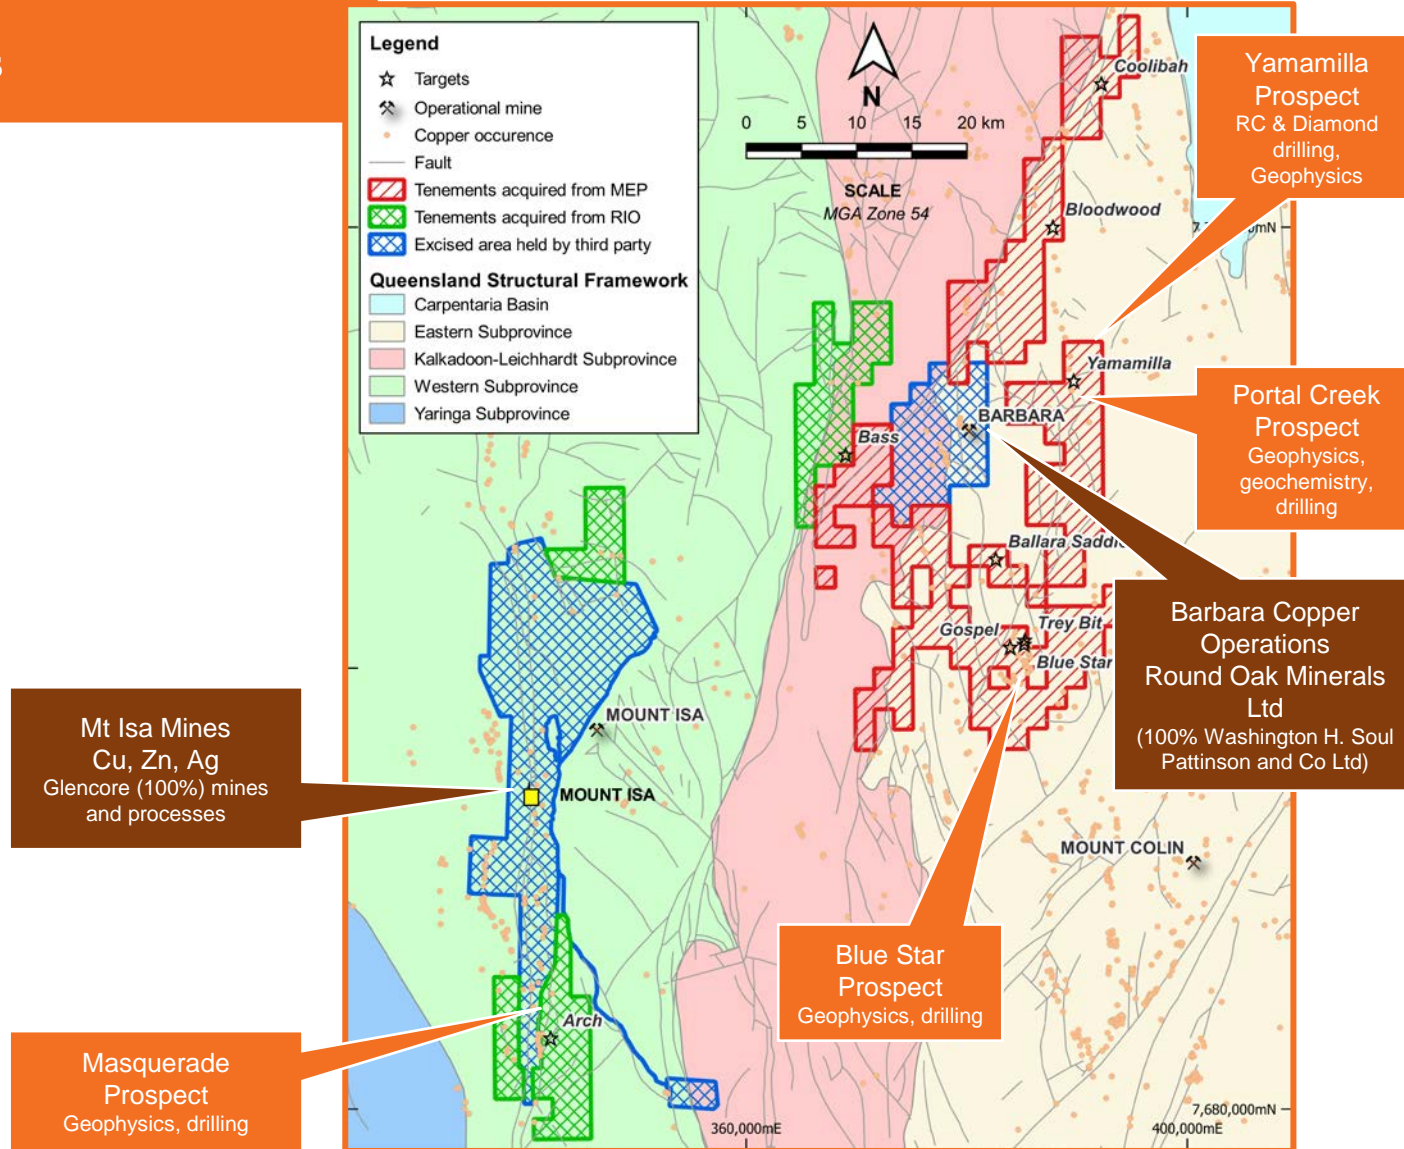 Legend
Targets
Operational mine
Copper occurence
Fault
Tenements acquired from MEP
Tenements acquired from RIO
Excised area held by third party
Queensland Structural Framework
Carpentaria Basin
Eastern Subprovince
Kalkadoon-Leichhardt Subprovince
Western Subprovince
Yaringa Subprovince
N
0 5 10 15 20 km
SCALE
MGA Zone 54
Coolibah
Bloodwood
Yamamilla
Prospect
RC & Diamond
drilling,
Geophysics
mN
Yamamilla
BARBARA
Bass
Portal Creek
Prospect
Geophysics,
geochemistry,
drilling
Ballara
Gospel
Trey Bit
Blue Star
Barbara Copper
Operations
Round Oak Minerals
Ltd
(100% Washington H. Soul
Pattinson and Co Ltd)
MOUNT ISA
MOUNT ISA
Mt Isa Mines
Cu, Zn, Ag
Glencore (100%) mines
and processes
MOUNT COLIN
Blue Star
Prospect
Geophysics, drilling
Arch
Masquerade
Prospect
Geophysics, drilling
7,680,000mN
360,000mE
400,000mE